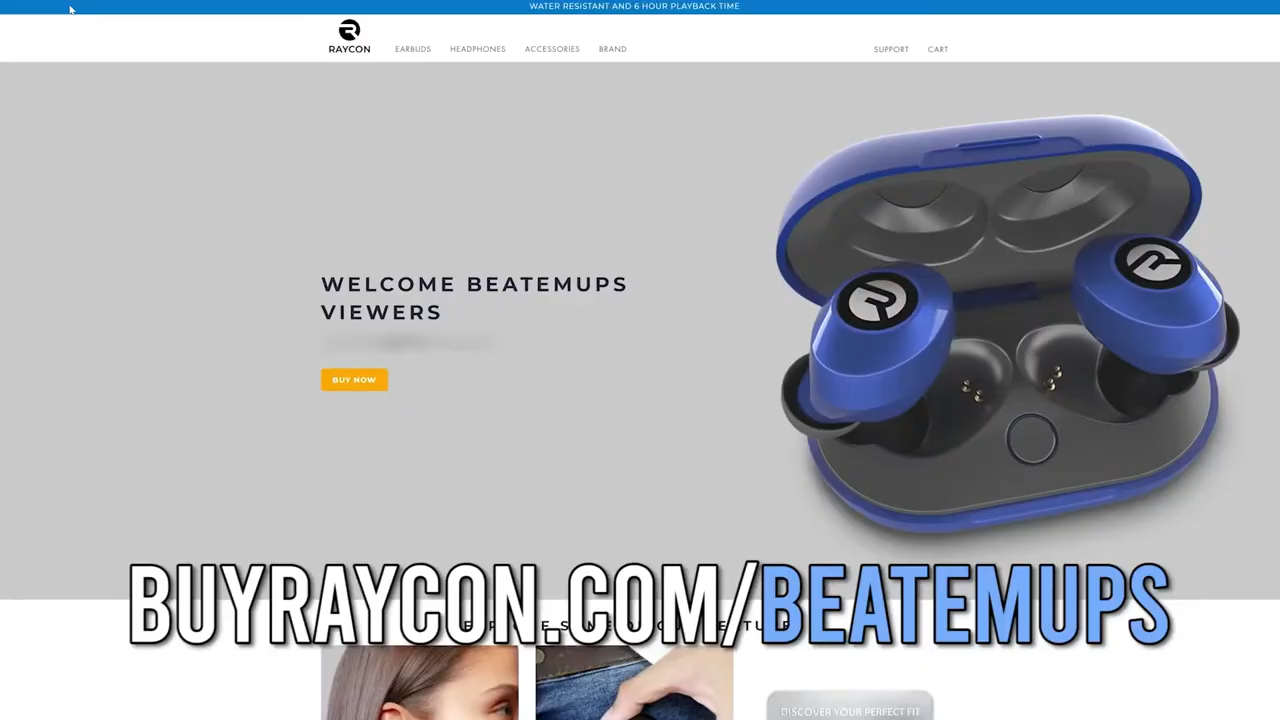 WATER RESISTANT AND 6 HOUR PLAYBACK TIME
RAYCON
EARBUDS
HEADPHONES
ACCESSORIES
BRAND
SUPPORT
CART
WELCOME BEATEMUPS
VIEWERS
BUY NOW
BUYRAYCON.COM/BEATEMUPS
DISCOVER YOUR PERFECT FIT